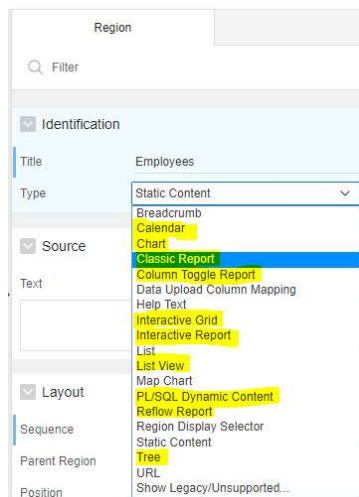 Region
Filter
Identification
Title Employees
Type Static Content
Breadcrumb
Calendar
Chart
Classic Report
Source
Column Toggle Report
Text Data Upload Column Mapping
Help Text
Interactive Grid
Interactive Report
List
List View
Map Chart
Layout
PL/SQL Dynamic Content
Reflow Report
Sequence Region Display Selector
Static Content
Tree
Parent Region
URL
Position Show Legacy/Unsupported...